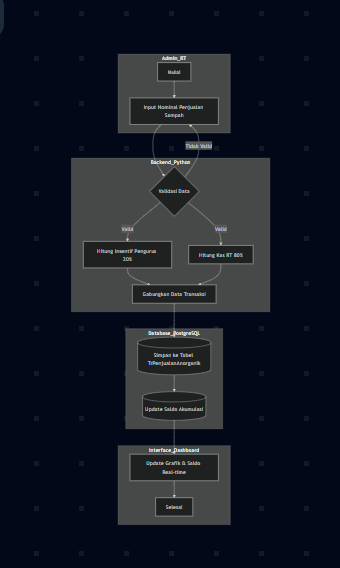 Admin_RT
Mulai
Input Nominal Penjualan
Sampah
Tidak Valid
Backend_Python
Validasi Data
Valid
Valid
Hitung Insentif Pengurus
20%
Hitung Kas RT 80%
Gabungkan Data Transaksi
Database_PostgreSQL
Simpan ke Tabel
TrPenjualanAnorganik
Update Saldo Akumulasi
Interface_Dashboard
Update Grafik & Saldo
Real-time
Selesai